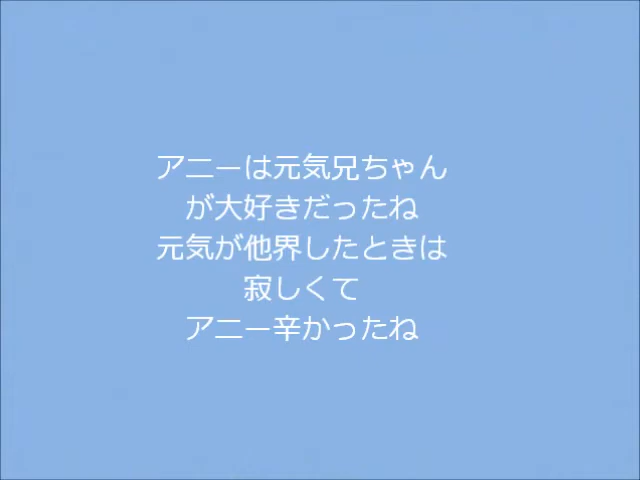 アニーは元気兄ちゃん
が大好きだったね
元気が他界したときは
寂しくて
アニー辛かったね